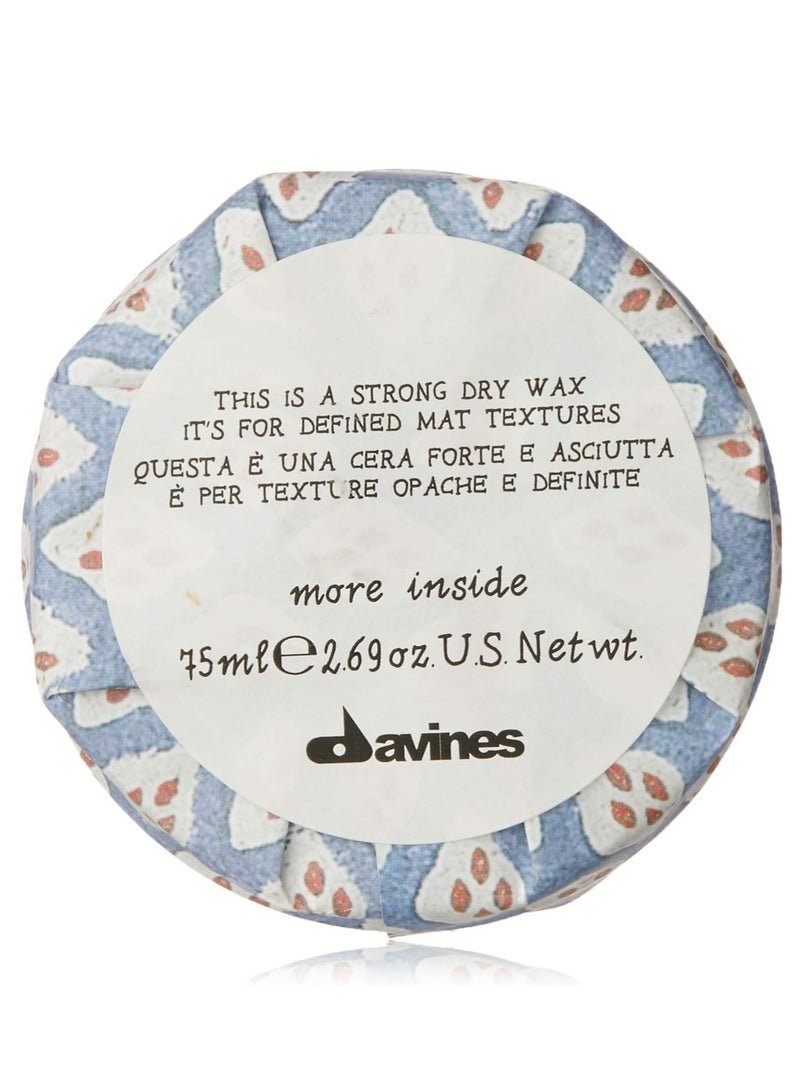 THIS IS A STRONG DRY WAX
IT'S FOR DEFINED MAT TEXTURES
QUESTA È UNA CERA FORTE E ASCIUTTA
È PER TEXTURE OPACHE E DEFINITE
more inside
75ml℮2.69oz.U.S.Netwt.
davines